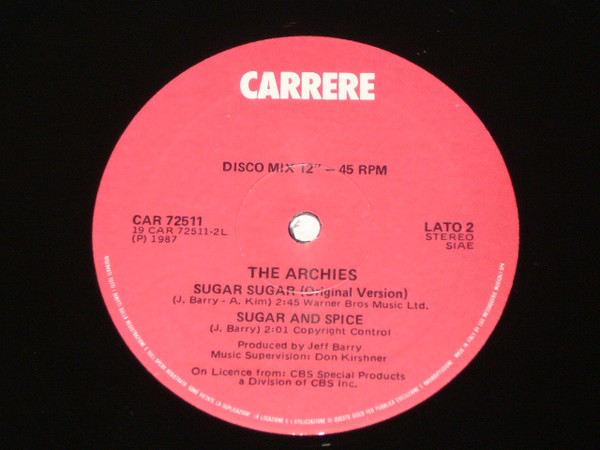 CARRERE
DISCO MIX 12" – 45 RPM
CAR 72511
19 CAR 72511-2L
(P) 1987
LATO 2
STEREO
SIAE
THE ARCHIES
SUGAR SUGAR (Original Version)
(J. Barry - A. Kim) 2:45 Warner Bros Music Ltd.
SUGAR AND SPICE
(J. Barry) 2:01 Copyright Control
Produced by Jeff Barry
Music Supervision: Don Kirshner
On Licence from: CBS Special Products
a Division of CBS Inc.